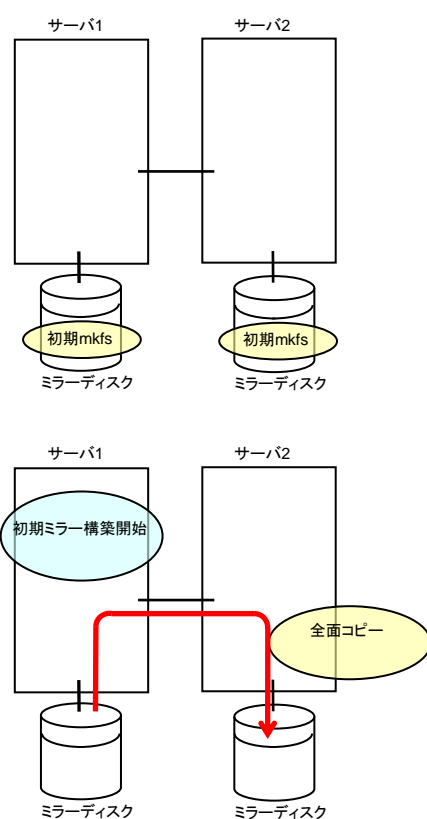 サーバ1
サーバ2
初期mkfs
初期mkfs
ミラーディスク
ミラーディスク
サーバ1
サーバ2
初期ミラー構築開始
全面コピー
ミラーディスク
ミラーディスク